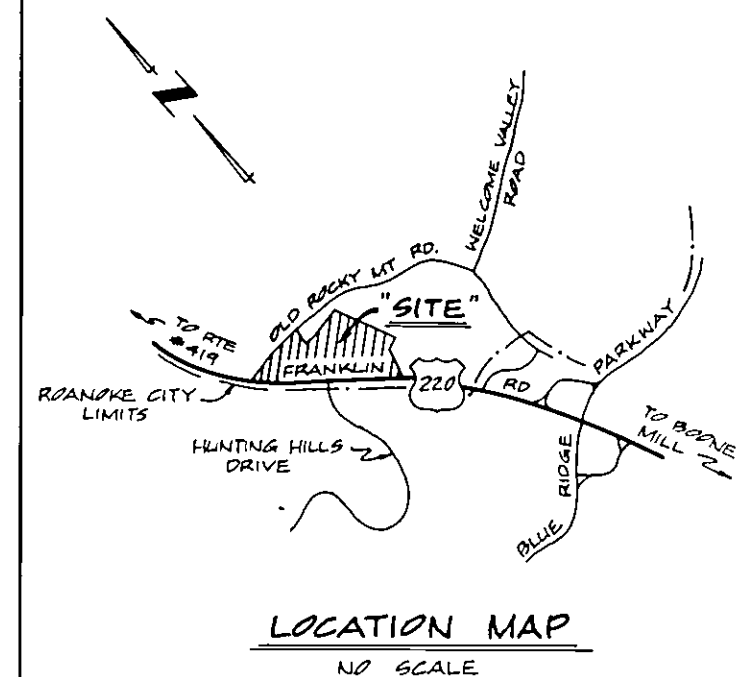 N
WELCOME VALLEY
ROAD
OLD ROCKY MT RD.
"SITE"
TO RTE
#419
FRANKLIN
220
RD
PARKWAY
ROANOKE CITY
LIMITS
HUNTING HILLS
DRIVE
TO BOONE
MILL
BLUE RIDGE
LOCATION MAP
NO SCALE